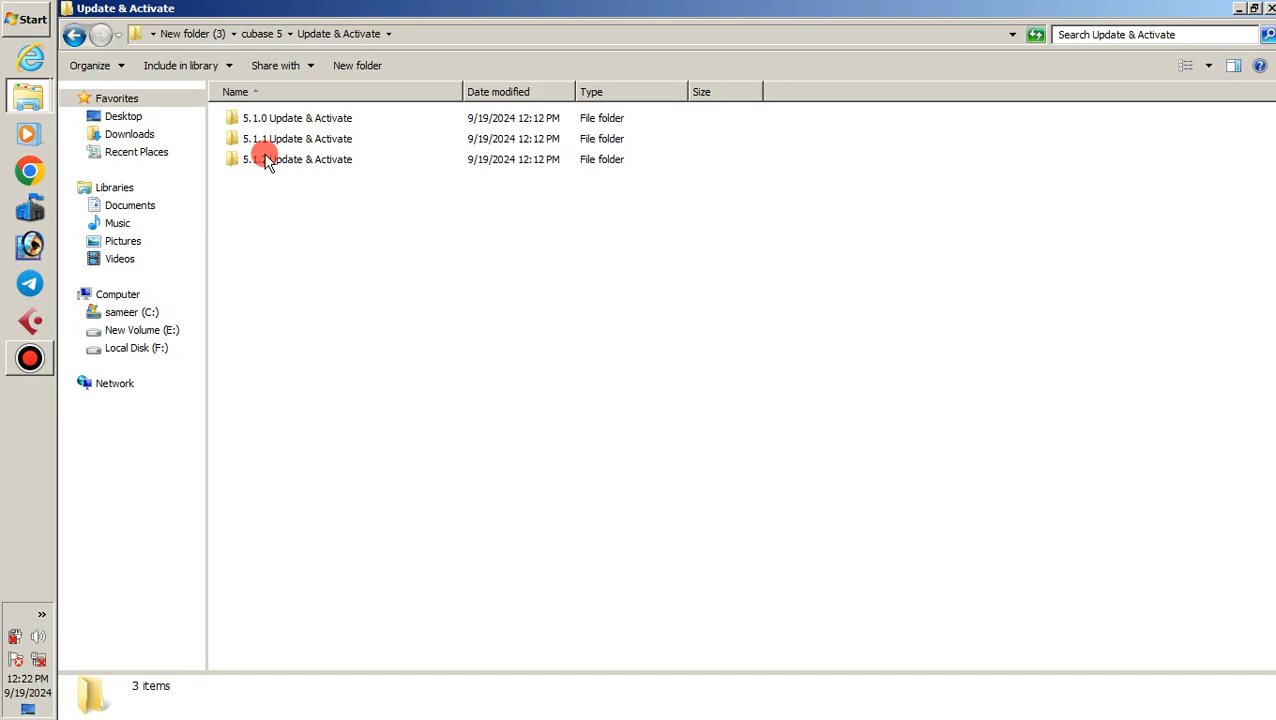 Update & Activate
Start
New folder (3) cubase 5 Update & Activate
Search Update & Activate
Organize Include in library Share with New folder
Name Date modified Type Size
Favorites
Desktop
Downloads
Recent Places
Libraries
Documents
Music
Pictures
Videos
Computer
sameer (C:)
New Volume (E:)
Local Disk (F:)
Network
5.1.0 Update & Activate 9/19/2024 12:12 PM File folder
5.1.1 Update & Activate 9/19/2024 12:12 PM File folder
Update & Activate 9/19/2024 12:12 PM File folder
3 items
12:22 PM
9/19/2024